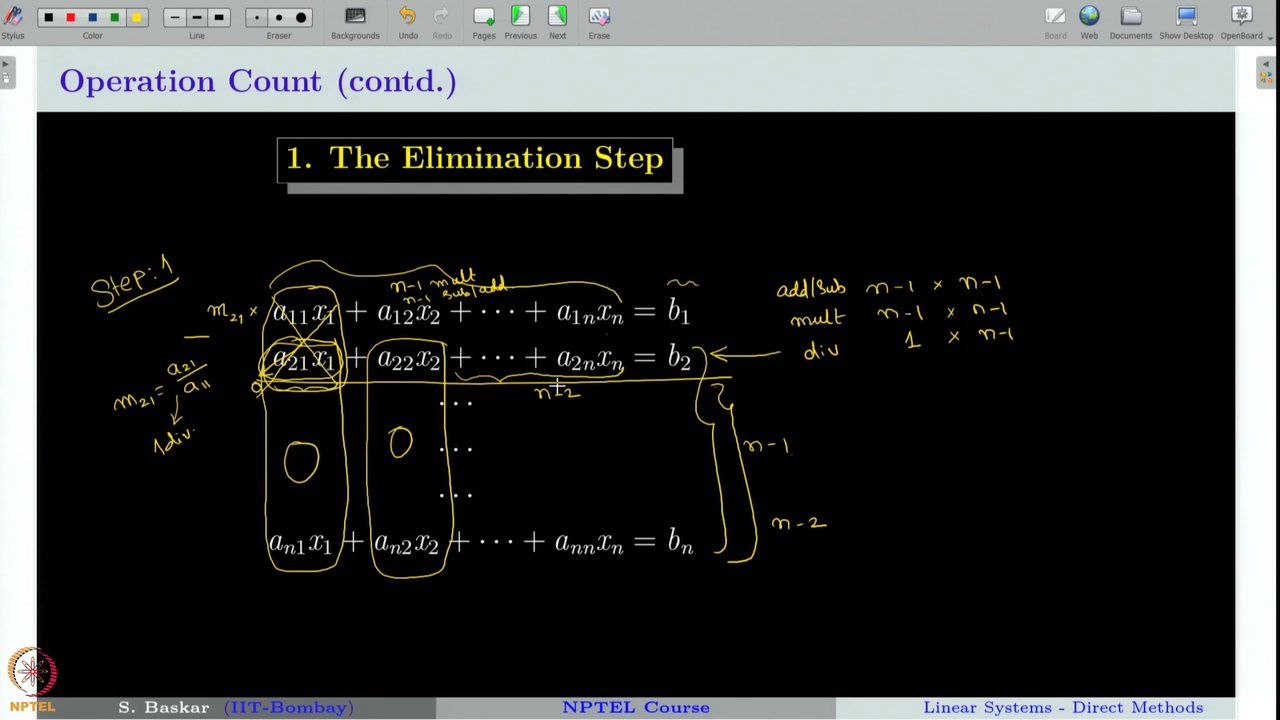 Stylus
Color
Line
Eraser
Backgrounds
Undo
Redo
Pages
Previous
Next
Erase
Board
Web
Documents
Show Desktop
OpenBoard
Operation Count (contd.)
1. The Elimination Step
Step:1
n-1 mult
n-1 sub/add
m₂₁ × a₁₁x₁ + a₁₂x₂ + ⋯ + a₁ₙxₙ = b₁
a₂₁x₁ + a₂₂x₂ + ⋯ + a₂ₙxₙ = b₂
add/sub n-1 × n-1
mult n-1 × n-1
div 1 × n-1
m₂₁ = a₂₁/a₁₁
1 div.
0
n-2
⋯
0 0 ⋯
n-1
⋯
n-2
aₙ₁x₁ + aₙ₂x₂ + ⋯ + aₙₙxₙ = bₙ
NPTEL
S. Baskar (IIT-Bombay)
NPTEL Course
Linear Systems - Direct Methods